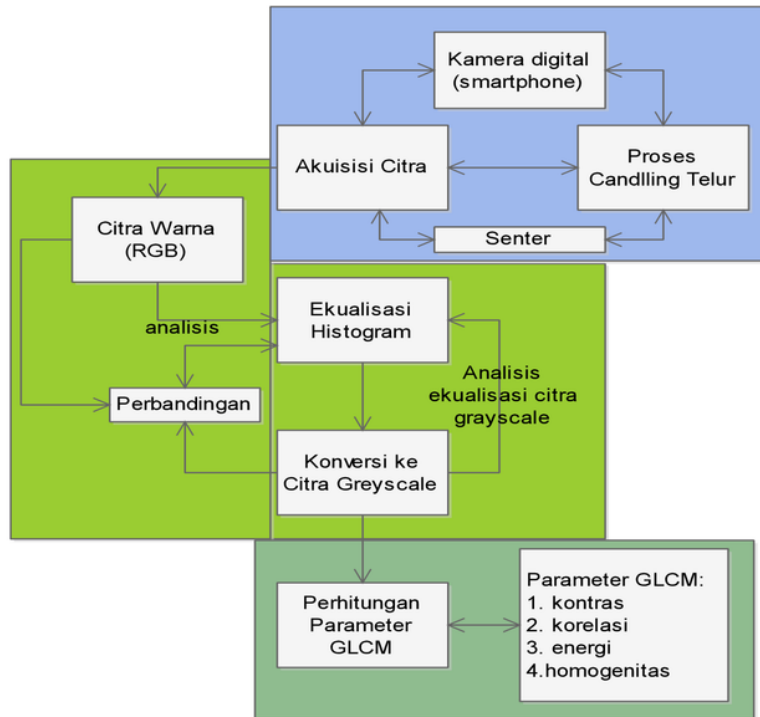 Kamera digital
(smartphone)
Akuisisi Citra
Proses
Candlling Telur
Senter
Citra Warna
(RGB)
analisis
Ekualisasi
Histogram
Perbandingan
Analisis
ekualisasi citra
grayscale
Konversi ke
Citra Greyscale
Perhitungan
Parameter
GLCM
Parameter GLCM:
1. kontras
2. korelasi
3. energi
4.homogenitas